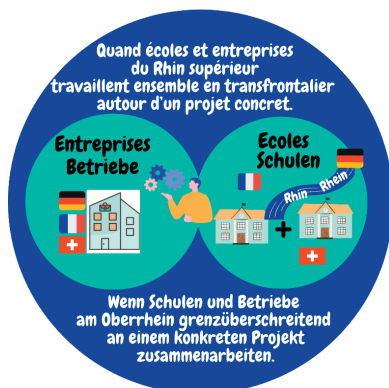 Quand écoles et entreprises
du Rhin supérieur
travaillent ensemble en transfrontalier
autour d'un projet concret.
Entreprises
Betriebe
Ecoles
Schulen
Rhin
Rhein
Wenn Schulen und Betriebe
am Oberrhein grenzüberschreitend
an einem konkreten Projekt
zusammenarbeiten.